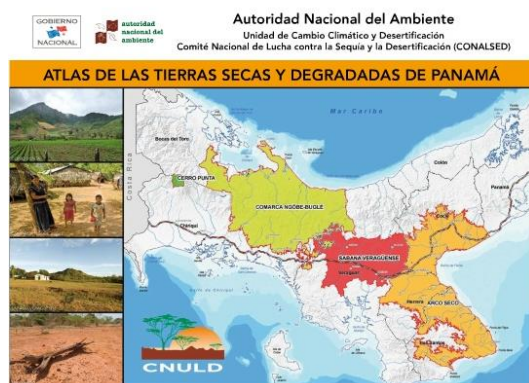 GOBIERNO
NACIONAL
autoridad
nacional del
ambiente
Autoridad Nacional del Ambiente
Unidad de Cambio Climático y Desertificación
Comité Nacional de Lucha contra la Sequía y la Desertificación (CONALSED)
ATLAS DE LAS TIERRAS SECAS Y DEGRADADAS DE PANAMÁ
Mar Caribe
Costa Rica
Bocas del Toro
Colón
CERRO PUNTA
Panamá
COMARCA NGÖBE-BUGLE
Chiriquí
Coclé
SABANA VERAGÜENSE
Veraguas
Herrera
ARCO SECO
Los Santos
CNULD